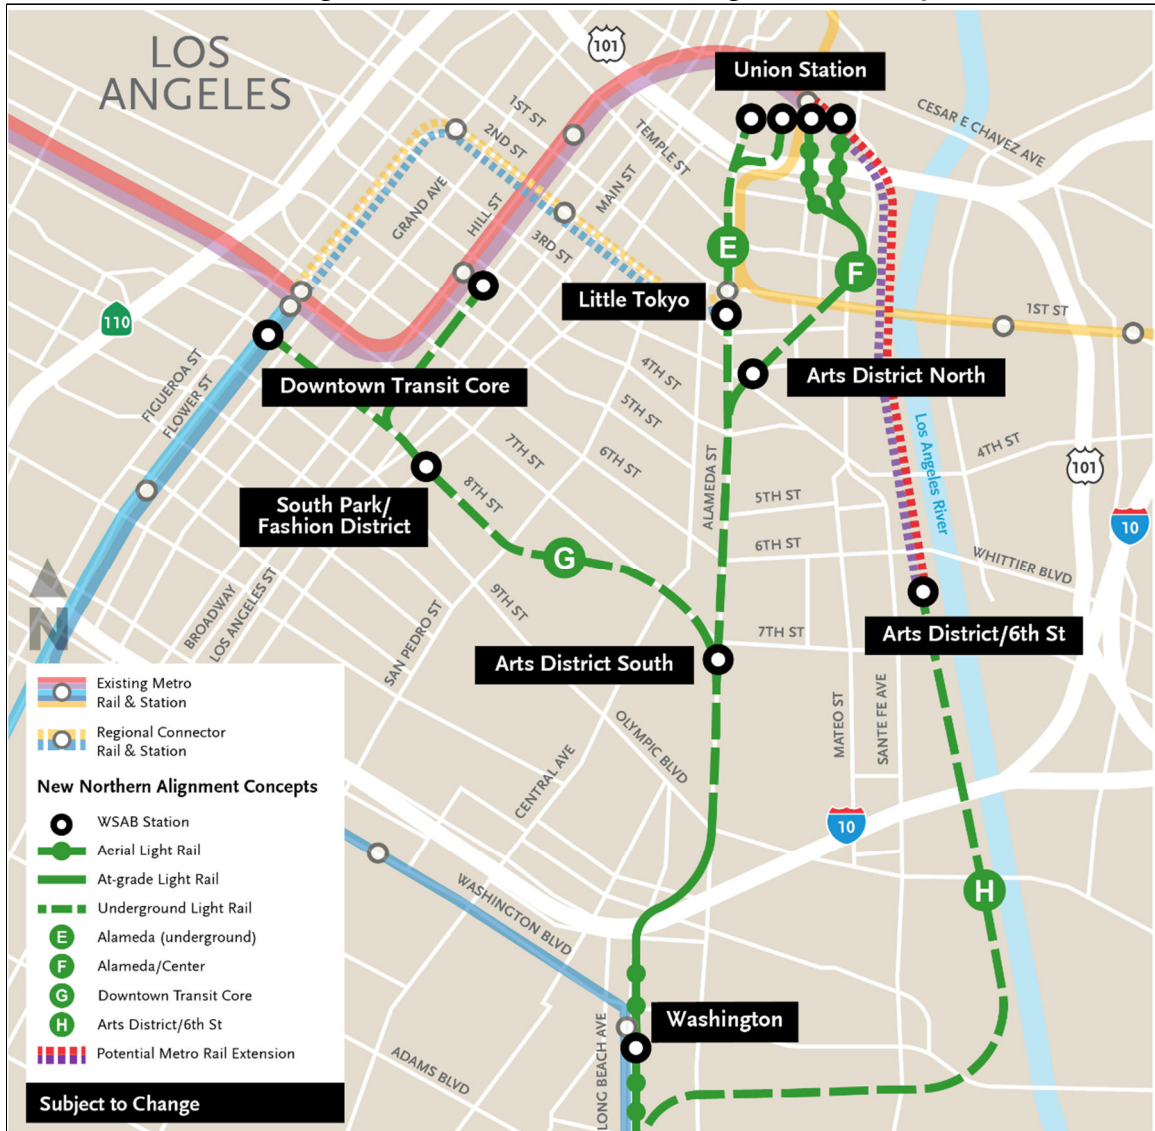 LOS
ANGELES
101
Union Station
CESAR E CHAVEZ AVE
1ST ST
2ND ST
TEMPLE ST
GRAND AVE
HILL ST
MAIN ST
3RD ST
E
F
110
Little Tokyo
1ST ST
FIGUEROA ST
FLOWER ST
Downtown Transit Core
4TH ST
5TH ST
Arts District North
Los Angeles River
7TH ST
6TH ST
ALAMEDA ST
4TH ST
101
8TH ST
5TH ST
10
South Park/
Fashion District
G
6TH ST
WHITTIER BLVD
N
BROADWAY
LOS ANGELES ST
9TH ST
SAN PEDRO ST
7TH ST
Arts District/6th St
Arts District South
OLYMPIC BLVD
MATEO ST
SANTE FE AVE
CENTRAL AVE
10
H
WASHINGTON BLVD
Washington
LONG BEACH AVE
ADAMS BLVD
Existing Metro
Rail & Station
Regional Connector
Rail & Station
New Northern Alignment Concepts
WSAB Station
Aerial Light Rail
At-grade Light Rail
Underground Light Rail
E Alameda (underground)
F Alameda/Center
G Downtown Transit Core
H Arts District/6th St
Potential Metro Rail Extension
Subject to Change